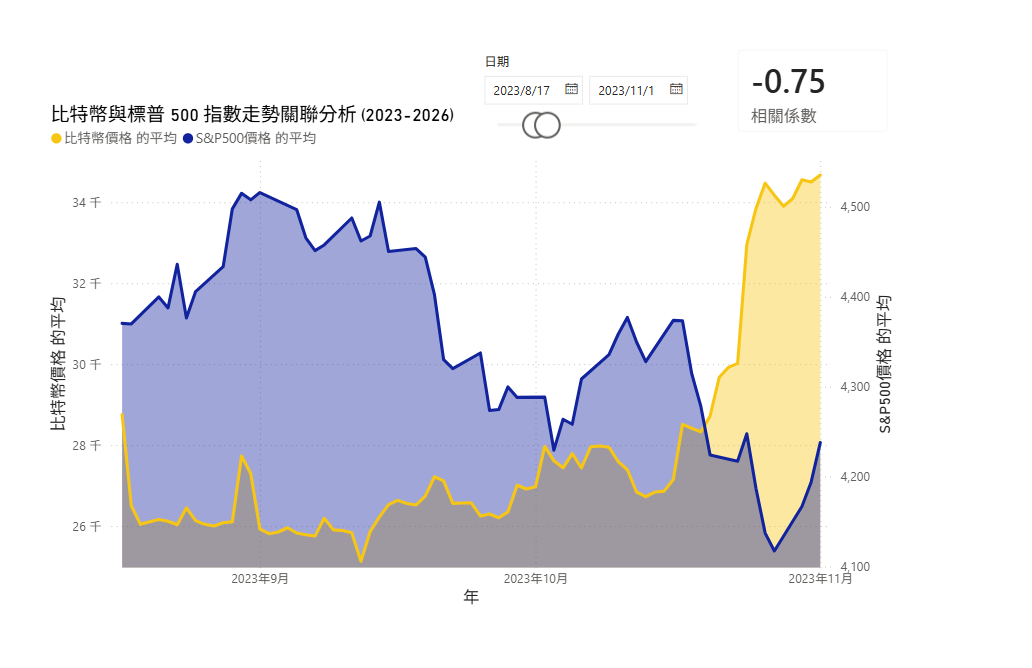 日期
2023/8/17
2023/11/1
-0.75
相關係數
比特幣與標普 500 指數走勢關聯分析 (2023-2026)
比特幣價格 的平均 S&P500價格 的平均
34 千
32 千
30 千
28 千
26 千
比特幣價格 的平均
4,500
4,400
4,300
4,200
4,100
S&P500價格 的平均
2023年9月
2023年10月
2023年11月
年